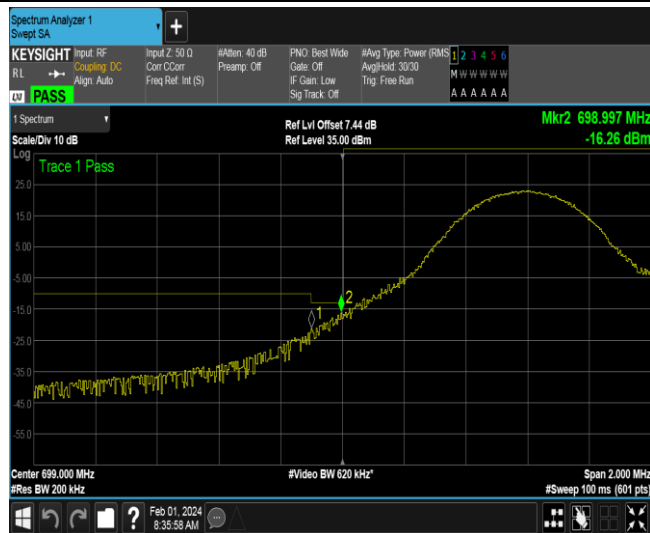 Spectrum Analyzer 1
Swept SA
+
KEYSIGHT
RL
LXI PASS
Input: RF
Coupling: DC
Align: Auto
Input Z: 50 Ω
Corr CCorr
Freq Ref: Int (S)
#Atten: 40 dB
Preamp: Off
PNO: Best Wide
Gate: Off
IF Gain: Low
Sig Track: Off
#Avg Type: Power (RMS
Avg|Hold: 30/30
Trig: Free Run
1 2 3 4 5 6
M W W W W W
A A A A A A
1 Spectrum
Scale/Div 10 dB
Ref Lvl Offset 7.44 dB
Ref Level 35.00 dBm
Mkr2 698.997 MHz
-16.26 dBm
Log
Trace 1 Pass
25.0
15.0
5.00
-5.00
-15.0
-25.0
-35.0
-45.0
-55.0
1
2
Center 699.000 MHz
#Res BW 200 kHz
#Video BW 620 kHz*
Span 2.000 MHz
#Sweep 100 ms (601 pts)
?
Feb 01, 2024
8:35:58 AM